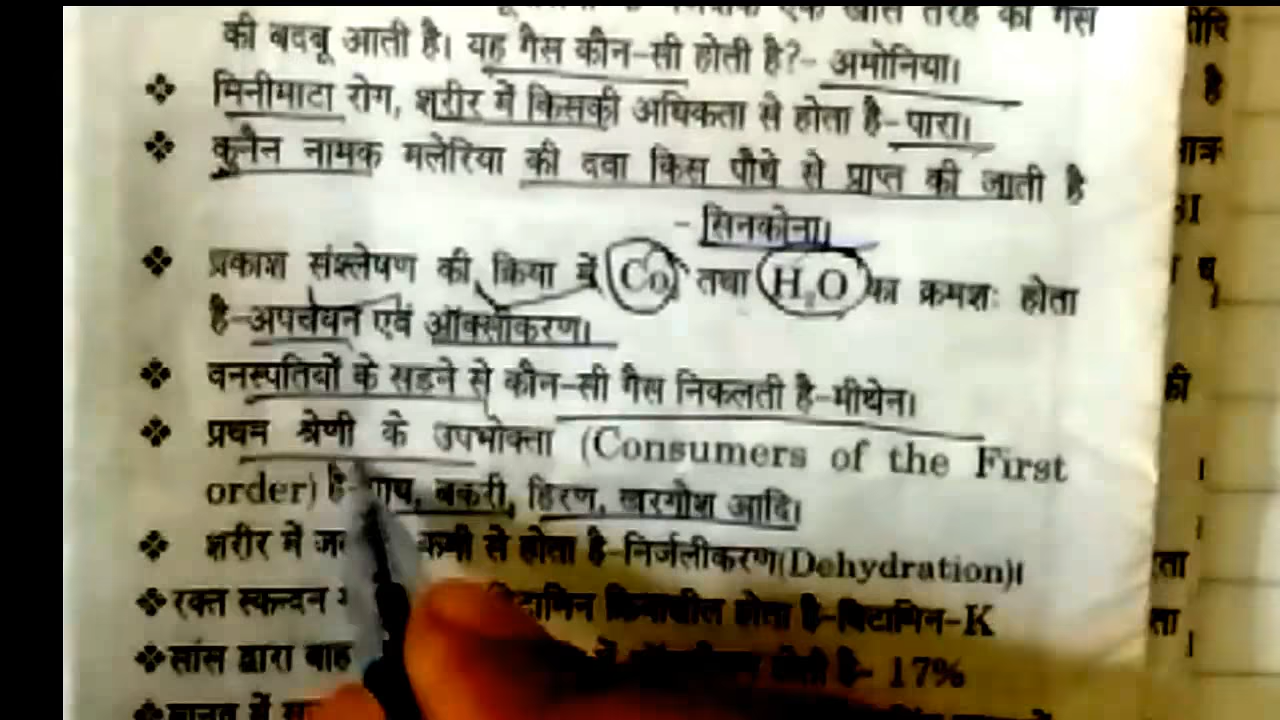 तरह की गैस
की बदबू आती है। यह गैस कौन-सी होती है?- अमोनिया।
❖ मिनीमाटा रोग, शरीर में किसकी अधिकता से होता है-पारा।
❖ कुनैन नामक मलेरिया की दवा किस पौधे से प्राप्त की जाती है
- सिनकोना।
❖ प्रकाश संश्लेषण की क्रिया में Co₂ तथा H₂O का क्रमशः होता
है-अपचयन एवं ऑक्सीकरण।
❖ वनस्पतियों के सड़ने से कौन-सी गैस निकलती है-मीथेन।
❖ प्रथम श्रेणी के उपभोक्ता (Consumers of the First
order) है- गाय, बकरी, हिरण, खरगोश आदि।
❖ शरीर में कमी से होता है-निर्जलीकरण(Dehydration)।
❖ रक्त स्कन्दन विटामिन क्रियाशील होता है-विटामिन-K
❖ सांस द्वारा होती है- 17%
❖ मानव में